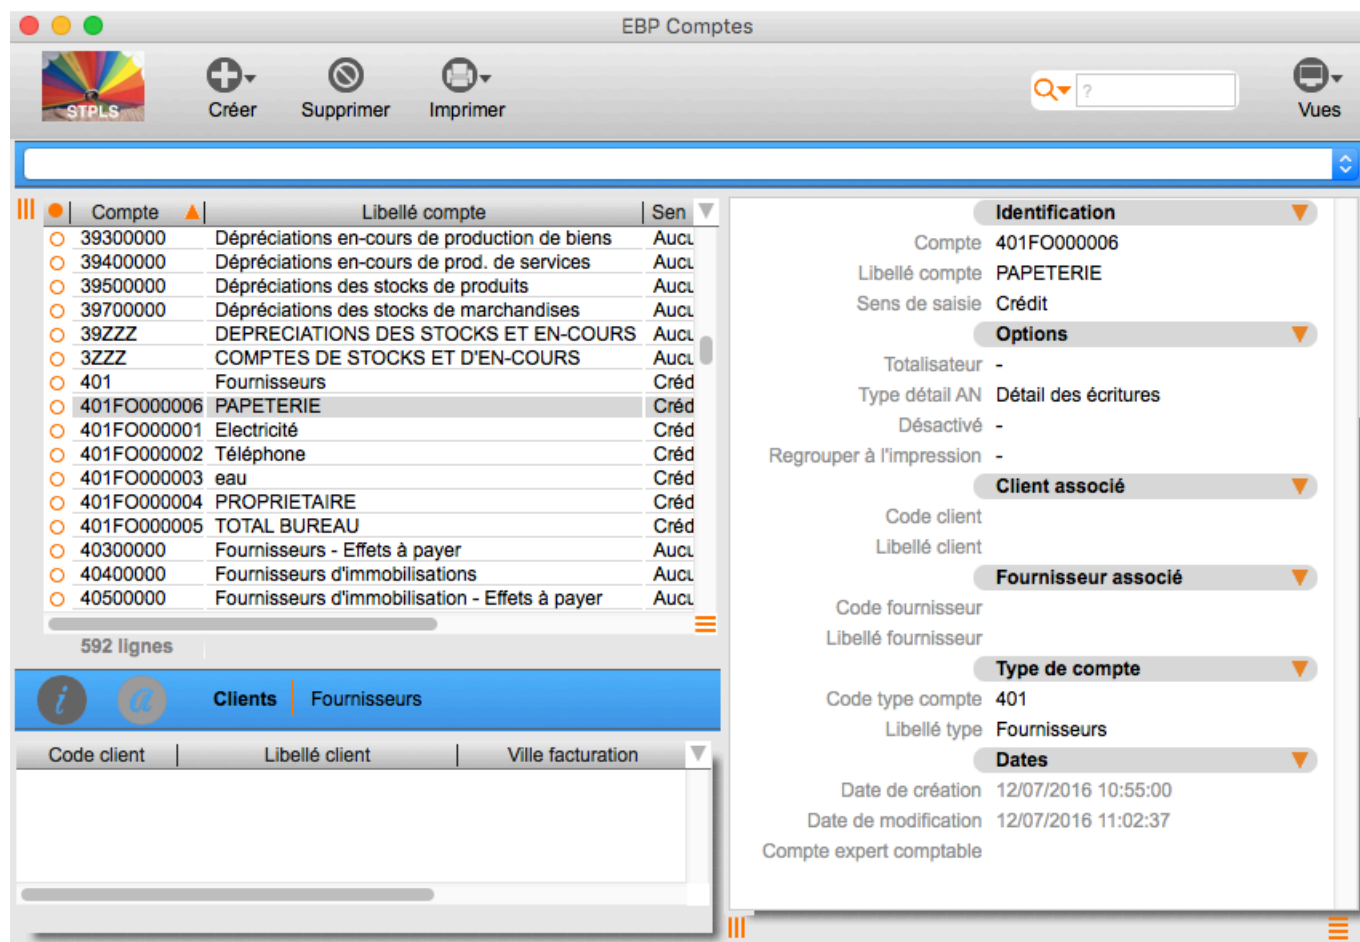 EBP Comptes
STPLS
Créer Supprimer Imprimer ? Vues
Compte Libellé compte Sen
39300000 Dépréciations en-cours de production de biens Aucu
39400000 Dépréciations en-cours de prod. de services Aucu
39500000 Dépréciations des stocks de produits Aucu
39700000 Dépréciations des stocks de marchandises Aucu
39ZZZ DEPRECIATIONS DES STOCKS ET EN-COURS Aucu
3ZZZ COMPTES DE STOCKS ET D'EN-COURS Aucu
401 Fournisseurs Créd
401FO000006 PAPETERIE Créd
401FO000001 Electricité Créd
401FO000002 Téléphone Créd
401FO000003 eau Créd
401FO000004 PROPRIETAIRE Créd
401FO000005 TOTAL BUREAU Créd
40300000 Fournisseurs - Effets à payer Aucu
40400000 Fournisseurs d'immobilisations Aucu
40500000 Fournisseurs d'immobilisation - Effets à payer Aucu
592 lignes
Clients Fournisseurs
Code client Libellé client Ville facturation
Identification
Compte 401FO000006
Libellé compte PAPETERIE
Sens de saisie Crédit
Options
Totalisateur -
Type détail AN Détail des écritures
Désactivé -
Regrouper à l'impression -
Client associé
Code client
Libellé client
Fournisseur associé
Code fournisseur
Libellé fournisseur
Type de compte
Code type compte 401
Libellé type Fournisseurs
Dates
Date de création 12/07/2016 10:55:00
Date de modification 12/07/2016 11:02:37
Compte expert comptable